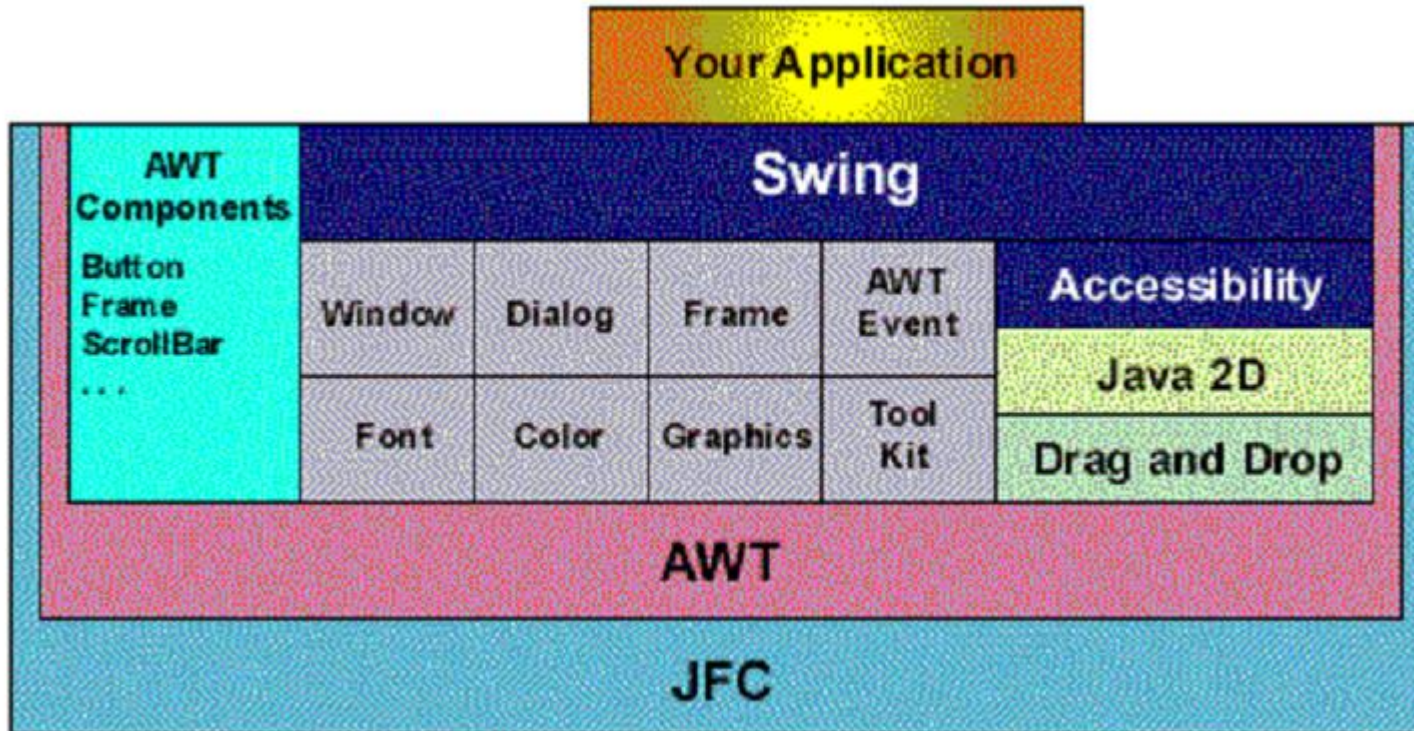 Your Application
AWT
Components
Button
Frame
ScrollBar
. . .
Swing
Window
Dialog
Frame
AWT
Event
Font
Color
Graphics
Tool
Kit
Accessibility
Java 2D
Drag and Drop
AWT
JFC